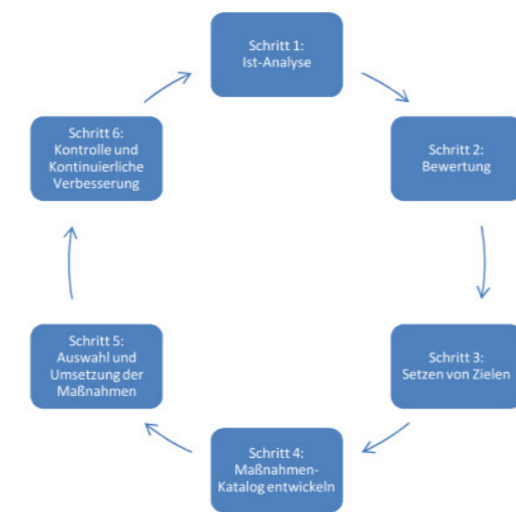 Schritt 1:
Ist-Analyse
Schritt 2:
Bewertung
Schritt 3:
Setzen von Zielen
Schritt 4:
Maßnahmen-
Katalog entwickeln
Schritt 5:
Auswahl und
Umsetzung der
Maßnahmen
Schritt 6:
Kontrolle und
Kontinuierliche
Verbesserung